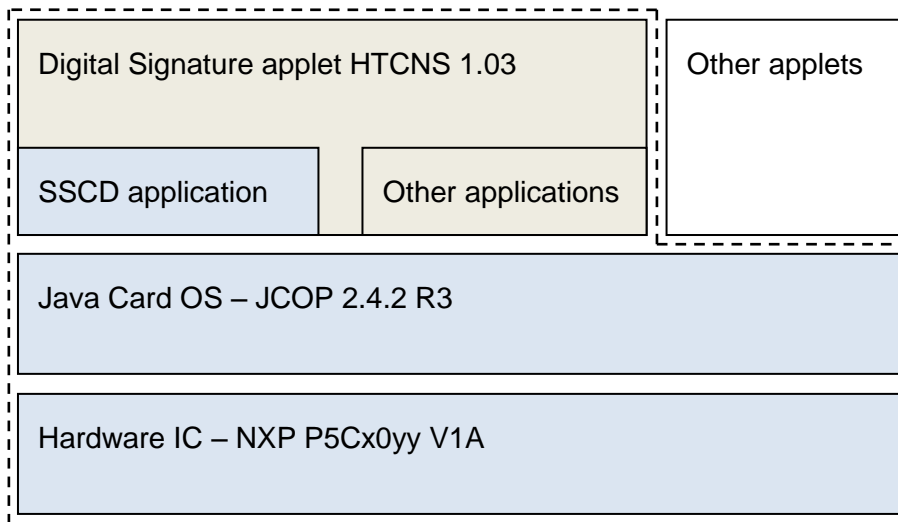 Digital Signature applet HTCNS 1.03
Other applets
SSCD application
Other applications
Java Card OS – JCOP 2.4.2 R3
Hardware IC – NXP P5Cx0yy V1A